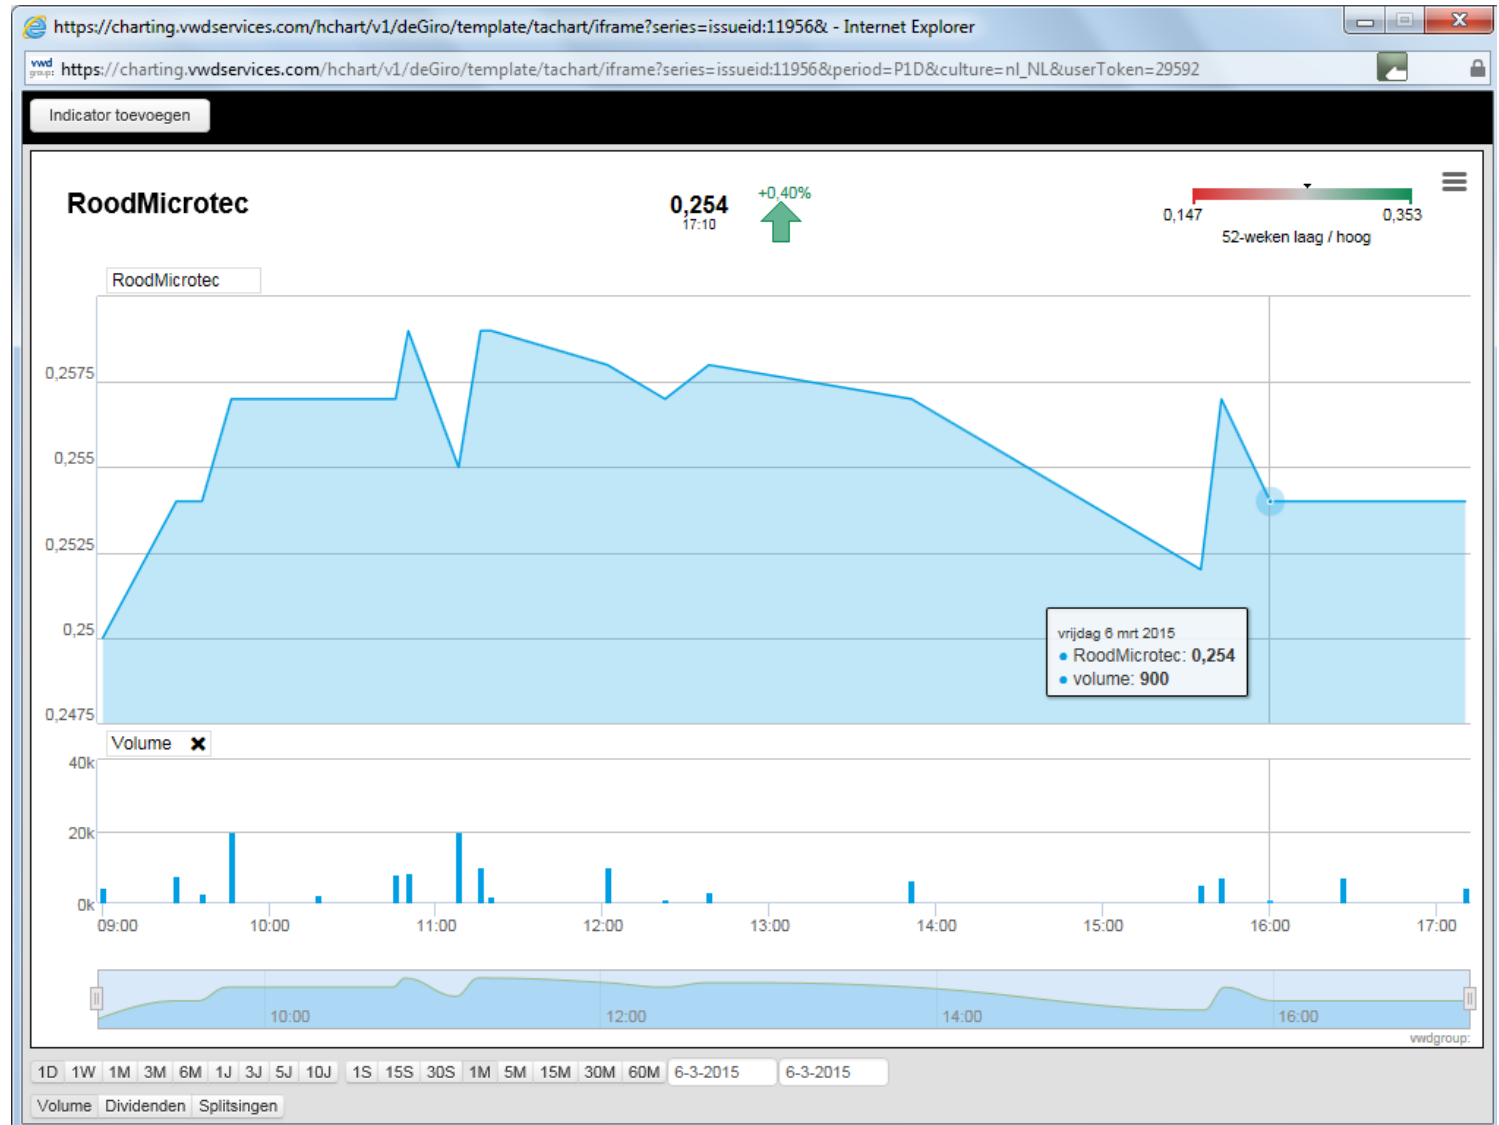 https://charting.vwdservices.com/hchart/v1/deGiro/template/tachart/iframe?series=issueid:11956& - Internet Explorer
vwd group: https://charting.vwdservices.com/hchart/v1/deGiro/template/tachart/iframe?series=issueid:11956&period=P1D&culture=nl_NL&userToken=29592
Indicator toevoegen
RoodMicrotec
0,254
17:10
+0,40%
0,147 0,353
52-weken laag / hoog
RoodMicrotec
0,2575
0,255
0,2525
0,25
0,2475
vrijdag 6 mrt 2015
RoodMicrotec: 0,254
volume: 900
Volume
40k
20k
0k
09:00 10:00 11:00 12:00 13:00 14:00 15:00 16:00 17:00
10:00 12:00 14:00 16:00
vwdgroup:
1D 1W 1M 3M 6M 1J 3J 5J 10J 1S 15S 30S 1M 5M 15M 30M 60M 6-3-2015 6-3-2015
Volume Dividenden Splitsingen